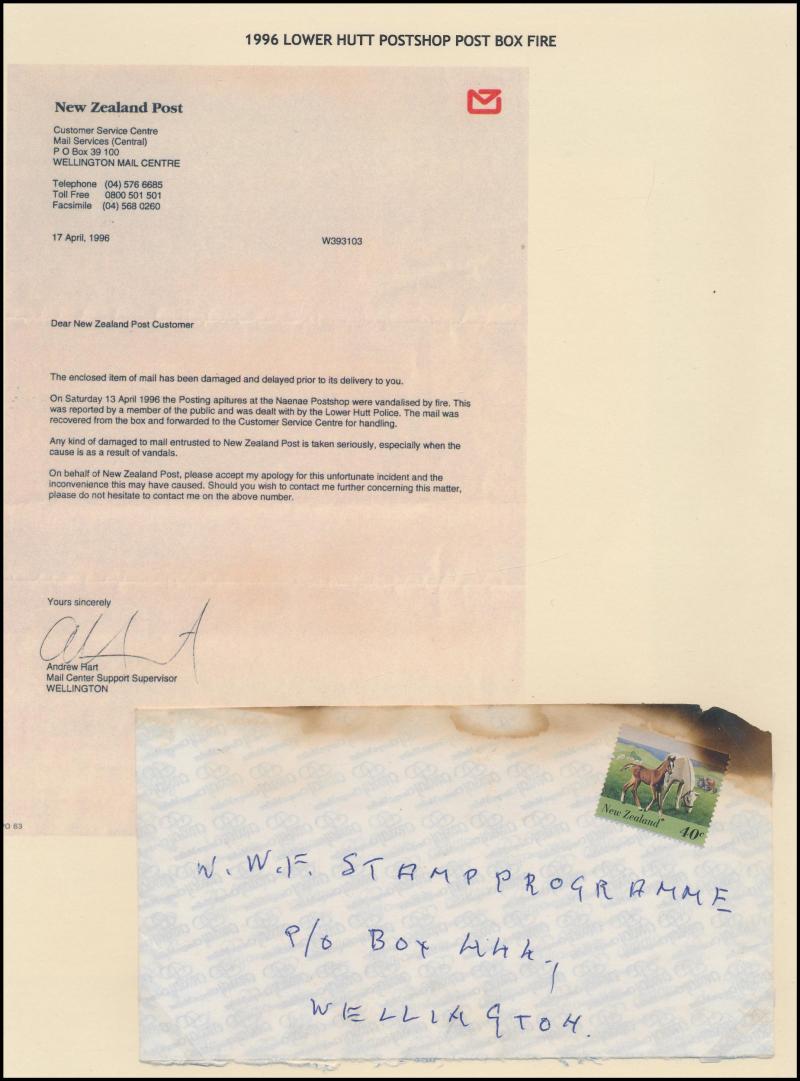 1996 LOWER HUTT POSTSHOP POST BOX FIRE
New Zealand Post
Customer Service Centre
Mail Services (Central)
P O Box 39 100
WELLINGTON MAIL CENTRE
Telephone (04) 576 6685
Toll Free 0800 501 501
Facsimile (04) 568 0260
17 April, 1996 W393103
Dear New Zealand Post Customer
The enclosed item of mail has been damaged and delayed prior to its delivery to you.
On Saturday 13 April 1996 the Posting apitures at the Naenae Postshop were vandalised by fire. This
was reported by a member of the public and was dealt with by the Lower Hutt Police. The mail was
recovered from the box and forwarded to the Customer Service Centre for handling.
Any kind of damaged to mail entrusted to New Zealand Post is taken seriously, especially when the
cause is as a result of vandals.
On behalf of New Zealand Post, please accept my apology for this unfortunate incident and the
inconvenience this may have caused. Should you wish to contact me further concerning this matter,
please do not hesitate to contact me on the above number.
Yours sincerely
Andrew Hart
Mail Center Support Supervisor
WELLINGTON
PO 63
New Zealand 40c
W.W.F. STAMP PROGRAMME
P/O BOX
WELLINGTON.